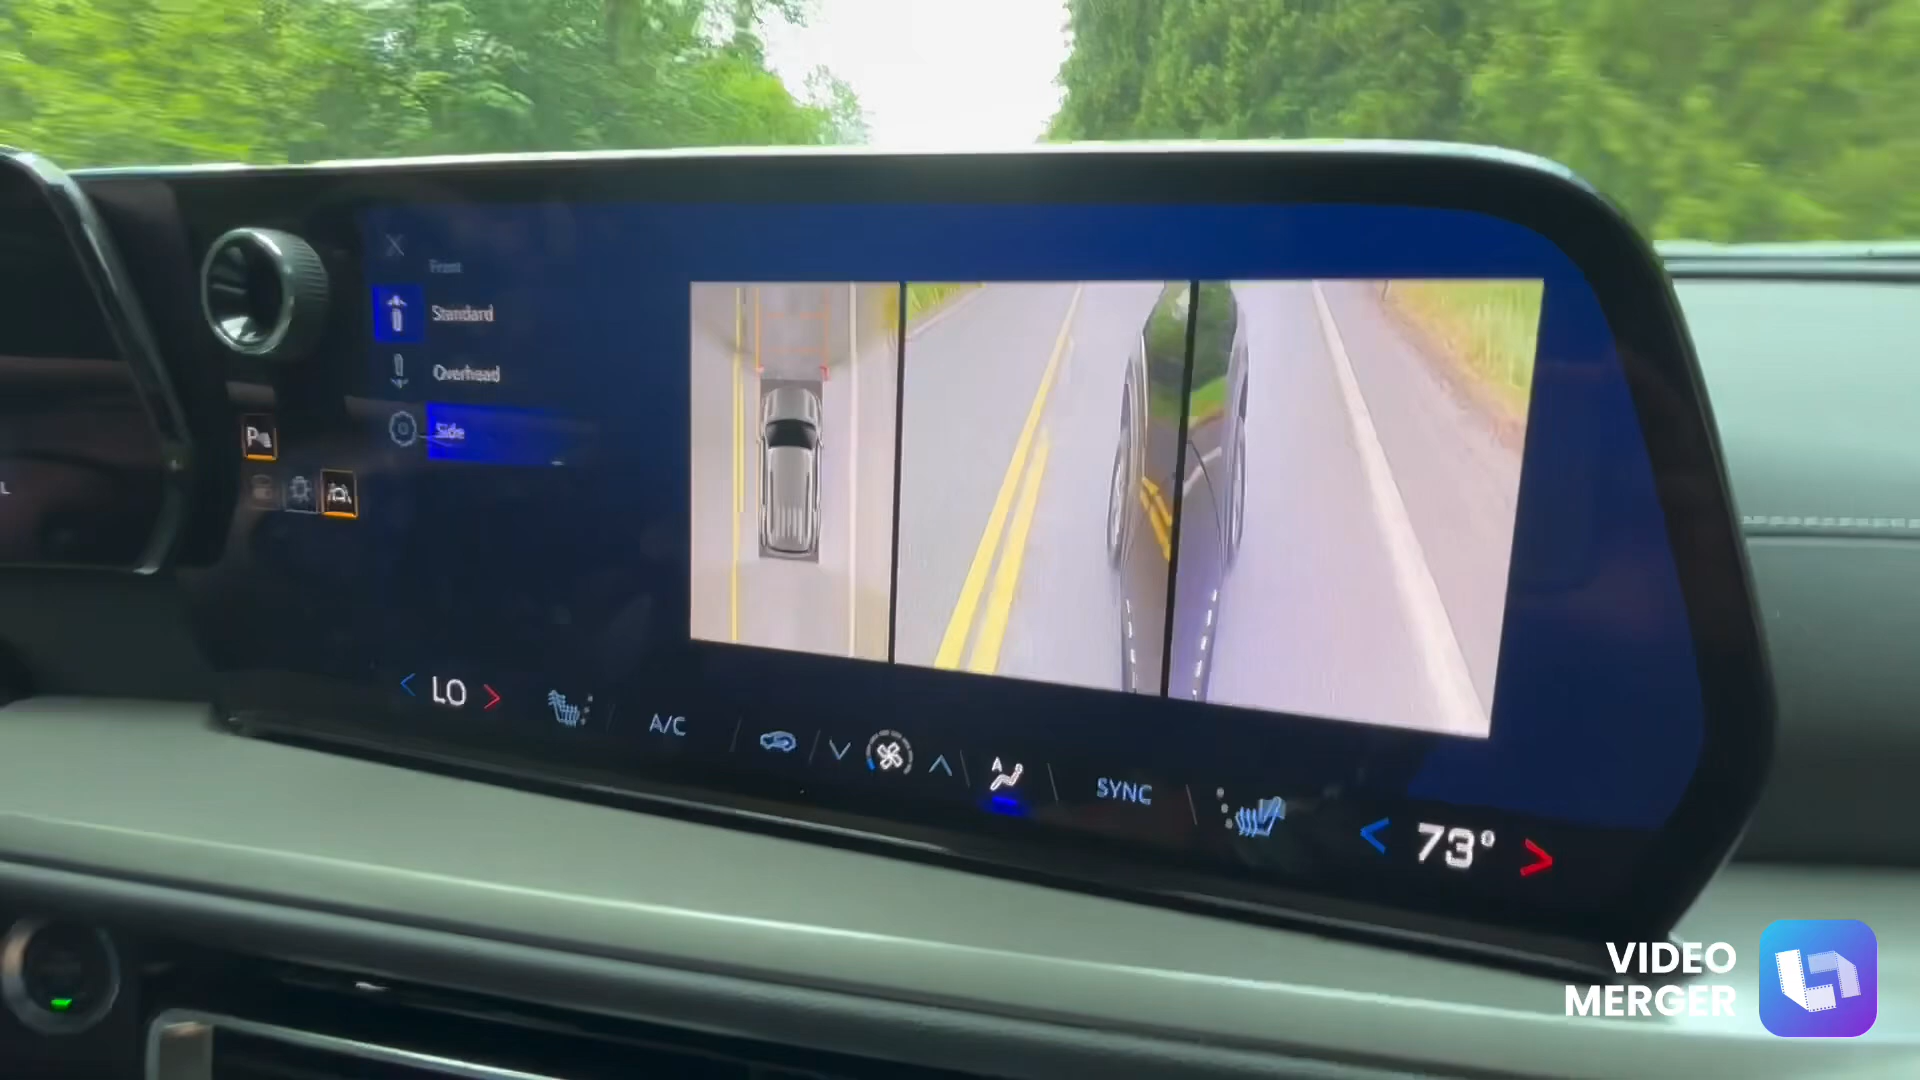 Front
Standard
Overhead
Side
P
L
LO
A/C
A
SYNC
73°
VIDEO
MERGER